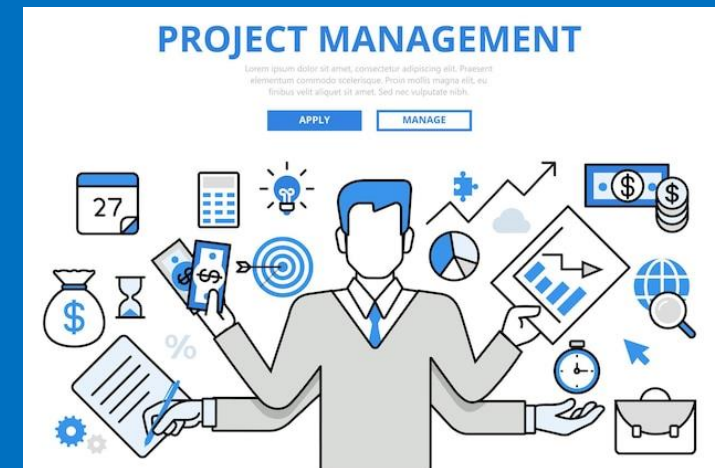 PROJECT MANAGEMENT
Lorem ipsum dolor sit amet, consectetur adipiscing elit. Praesent
elementum commodo scelerisque. Proin mollis magna elit, eu
finibus velit aliquet sit amet. Sed nec vulputate nibh.
APPLY MANAGE
27
$
$
$
$
$
$
%